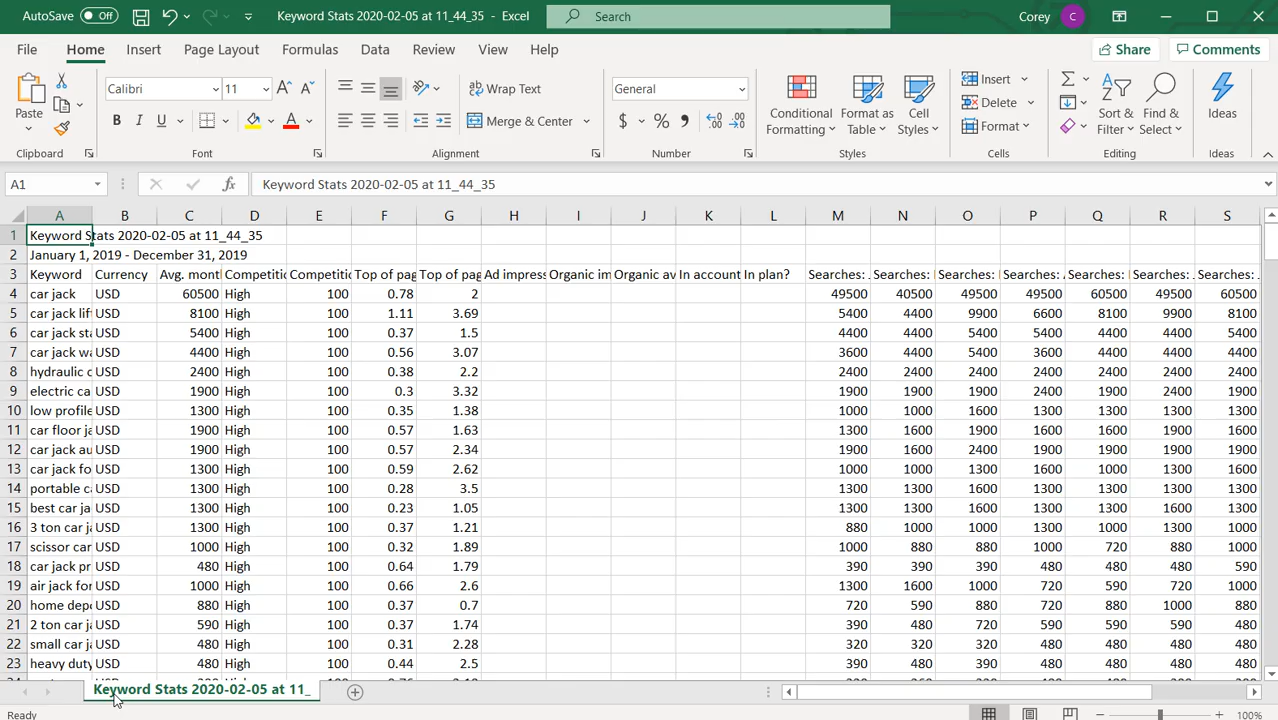 AutoSave Off Keyword Stats 2020-02-05 at 11_44_35 - Excel Search Corey C
File Home Insert Page Layout Formulas Data Review View Help Share Comments
Calibri 11 Wrap Text General Insert
Paste Conditional Format as Cell Delete Sort & Find & Ideas
B I U A Merge & Center $ % Formatting Table Styles Format Filter Select
Clipboard Font Alignment Number Styles Cells Editing Ideas
A1 fx Keyword Stats 2020-02-05 at 11_44_35
A B C D E F G H I J K L M N O P Q R S
1 Keyword Stats 2020-02-05 at 11_44_35
2 January 1, 2019 - December 31, 2019
3 Keyword Currency Avg. mont Competitic Competitic Top of pag Top of pag Ad impress Organic im Organic av In account In plan? Searches: Searches: Searches: Searches: Searches: Searches: Searches:
4 car jack USD 60500 High 100 0.78 2 49500 40500 49500 49500 60500 49500 60500
5 car jack lif USD 8100 High 100 1.11 3.69 5400 4400 9900 6600 8100 9900 8100
6 car jack sta USD 5400 High 100 0.37 1.5 4400 4400 5400 5400 4400 4400 5400
7 car jack wa USD 4400 High 100 0.56 3.07 3600 4400 5400 3600 4400 4400 4400
8 hydraulic c USD 2400 High 100 0.38 2.2 2400 2400 2400 2400 2400 2400 2400
9 electric ca USD 1900 High 100 0.3 3.32 1900 1900 1900 2400 2400 1900 1900
10 low profile USD 1300 High 100 0.35 1.38 1000 1000 1600 1300 1300 1300 1300
11 car floor ja USD 1900 High 100 0.57 1.63 1300 1600 1900 1600 1900 1600 1900
12 car jack au USD 1900 High 100 0.57 2.34 1900 1600 2400 1900 1900 1900 1900
13 car jack fo USD 1300 High 100 0.59 2.62 1000 1000 1300 1600 1000 1300 1600
14 portable ca USD 1300 High 100 0.28 3.5 1300 1000 1300 1300 1300 1300 1300
15 best car ja USD 1300 High 100 0.23 1.05 1300 1300 1600 1300 1300 1600 1300
16 3 ton car ja USD 1300 High 100 0.37 1.21 880 1000 1000 1000 1300 1000 1300
17 scissor car USD 1000 High 100 0.32 1.89 1000 880 880 1000 720 880 1000
18 car jack pr USD 480 High 100 0.64 1.79 390 390 390 480 480 480 590
19 air jack for USD 1000 High 100 0.66 2.6 1300 1600 1000 720 590 720 1000
20 home depo USD 880 High 100 0.37 0.7 720 590 880 720 880 1000 880
21 2 ton car ja USD 590 High 100 0.37 1.74 390 480 720 590 590 590 480
22 small car ja USD 480 High 100 0.31 2.28 320 320 320 480 480 480 480
23 heavy duty USD 480 High 100 0.44 2.5 390 480 390 480 480 480 480
Keyword Stats 2020-02-05 at 11_
Ready 100%